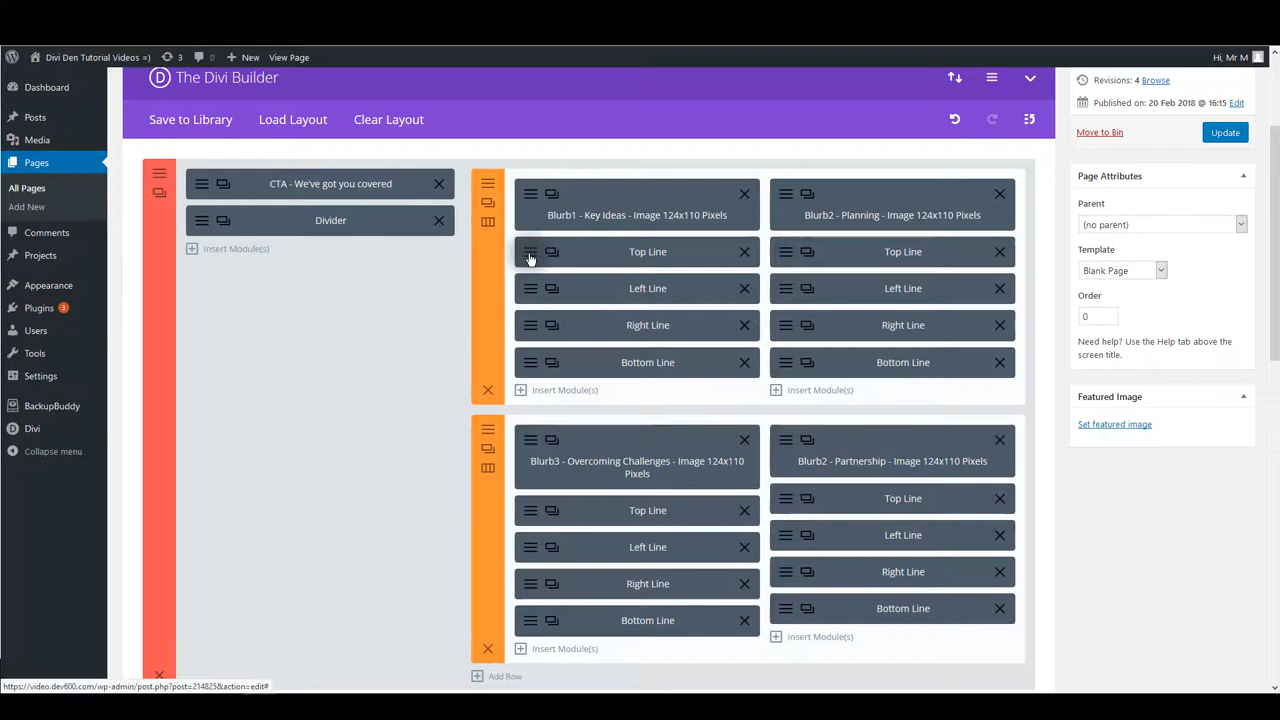 Divi Den Tutorial Videos =)
3
New
View Page
Hi, Mr M
Dashboard
Posts
Media
Pages
All Pages
Add New
Comments
Projects
Appearance
Plugins 3
Users
Tools
Settings
BackupBuddy
Divi
Collapse menu
D The Divi Builder
Save to Library
Load Layout
Clear Layout
CTA - We've got you covered
Divider
Insert Module(s)
Blurb1 - Key Ideas - Image 124x110 Pixels
Top Line
Left Line
Right Line
Bottom Line
Insert Module(s)
Blurb2 - Planning - Image 124x110 Pixels
Top Line
Left Line
Right Line
Bottom Line
Insert Module(s)
Blurb3 - Overcoming Challenges - Image 124x110
Pixels
Top Line
Left Line
Right Line
Bottom Line
Insert Module(s)
Blurb2 - Partnership - Image 124x110 Pixels
Top Line
Left Line
Right Line
Bottom Line
Insert Module(s)
Add Row
Revisions: 4 Browse
Published on: 20 Feb 2018 @ 16:15 Edit
Move to Bin
Update
Page Attributes
Parent
(no parent)
Template
Blank Page
Order
0
Need help? Use the Help tab above the
screen title.
Featured Image
Set featured image
https://video.dev600.com/wp-admin/post.php?post=214825&action=edit#